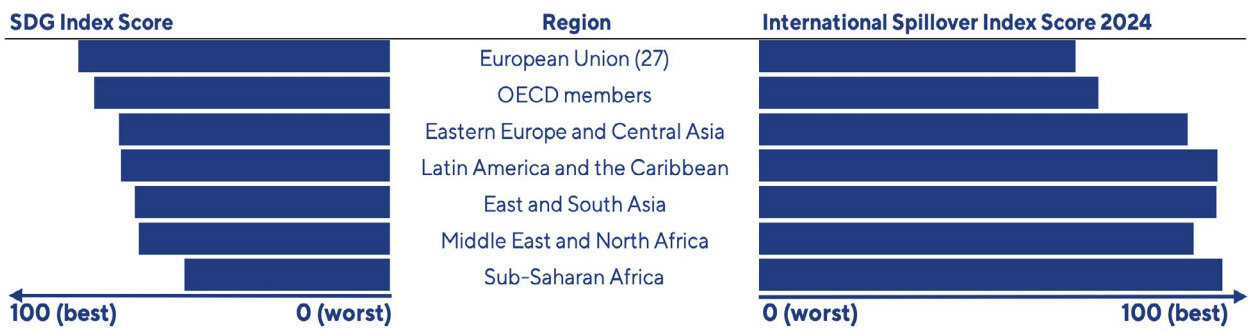 SDG Index Score Region International Spillover Index Score 2024
European Union (27)
OECD members
Eastern Europe and Central Asia
Latin America and the Caribbean
East and South Asia
Middle East and North Africa
Sub-Saharan Africa
100 (best) 0 (worst) 0 (worst) 100 (best)